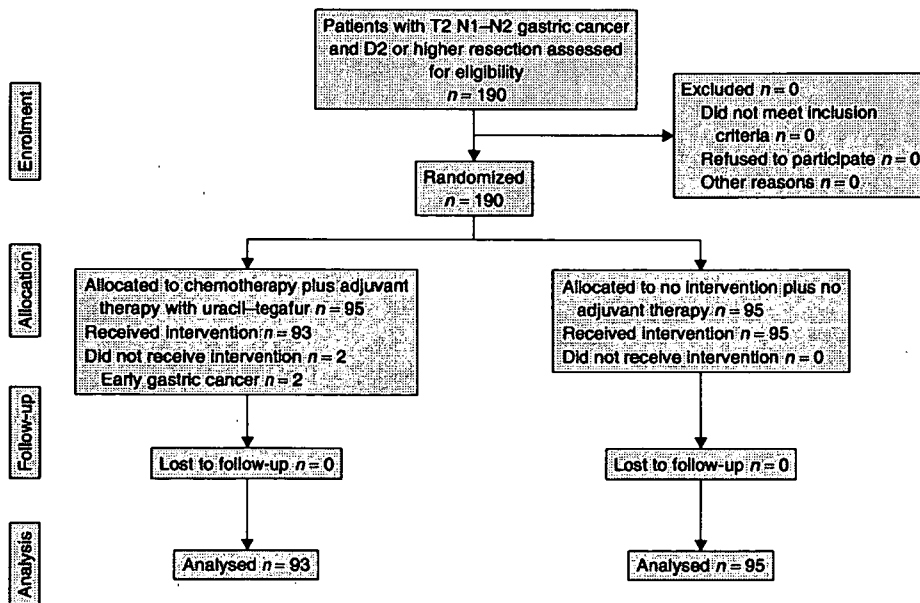 Patients with T2 N1–N2 gastric cancer
and D2 or higher resection assessed
for eligibility
n = 190
Enrolment
Excluded n = 0
Did not meet inclusion
criteria n = 0
Refused to participate n = 0
Other reasons n = 0
Randomized
n = 190
Allocation
Allocated to chemotherapy plus adjuvant
therapy with uracil–tegafur n = 95
Received intervention n = 93
Did not receive intervention n = 2
Early gastric cancer n = 2
Allocated to no intervention plus no
adjuvant therapy n = 95
Received intervention n = 95
Did not receive intervention n = 0
Follow-up
Lost to follow-up n = 0
Lost to follow-up n = 0
Analysis
Analysed n = 93
Analysed n = 95